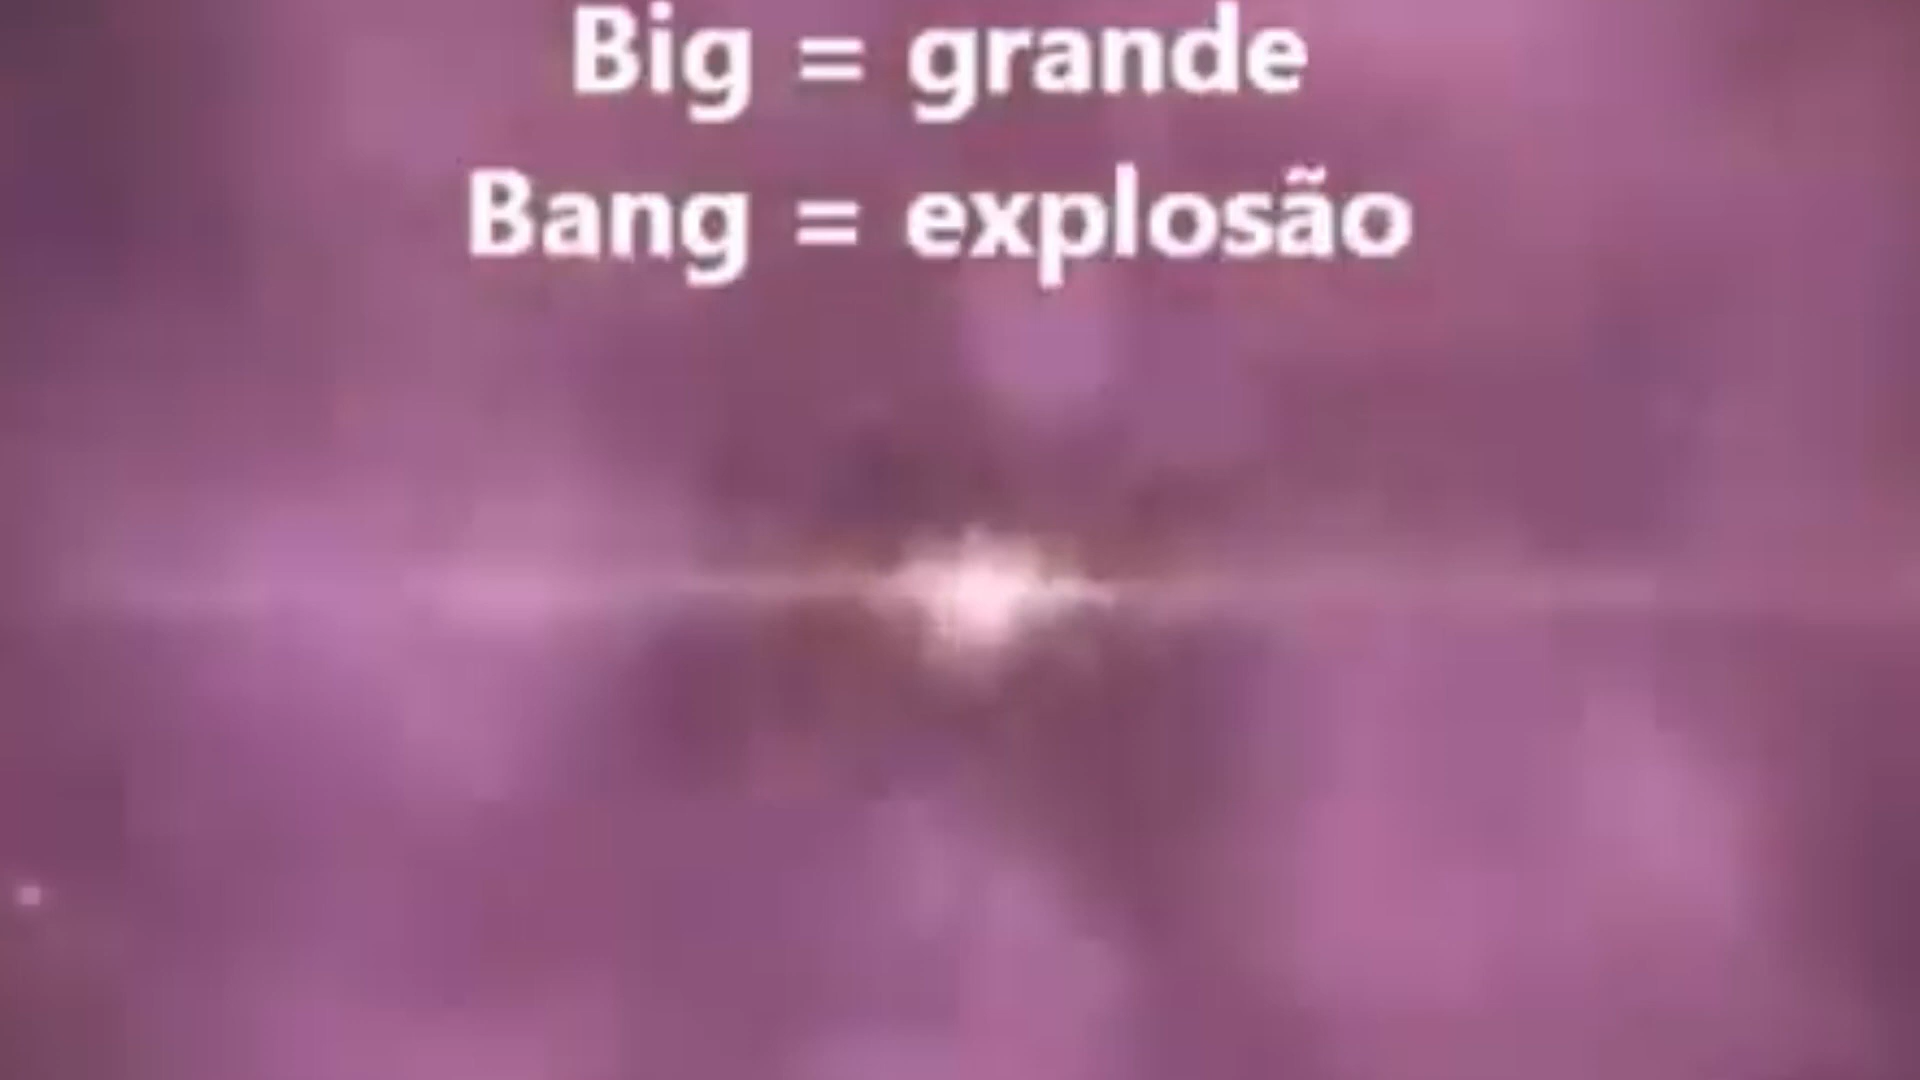 Big = grande
Bang = explosão